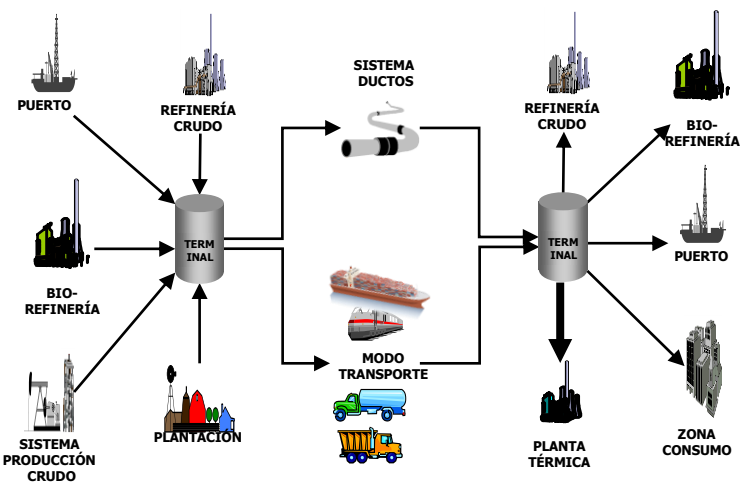 PUERTO
REFINERÍA
CRUDO
SISTEMA
DUCTOS
REFINERÍA
CRUDO
BIO-
REFINERÍA
TERM
INAL
TERM
INAL
PUERTO
BIO-
REFINERÍA
MODO
TRANSPORTE
PLANTACIÓN
SISTEMA
PRODUCCIÓN
CRUDO
PLANTA
TÉRMICA
ZONA
CONSUMO